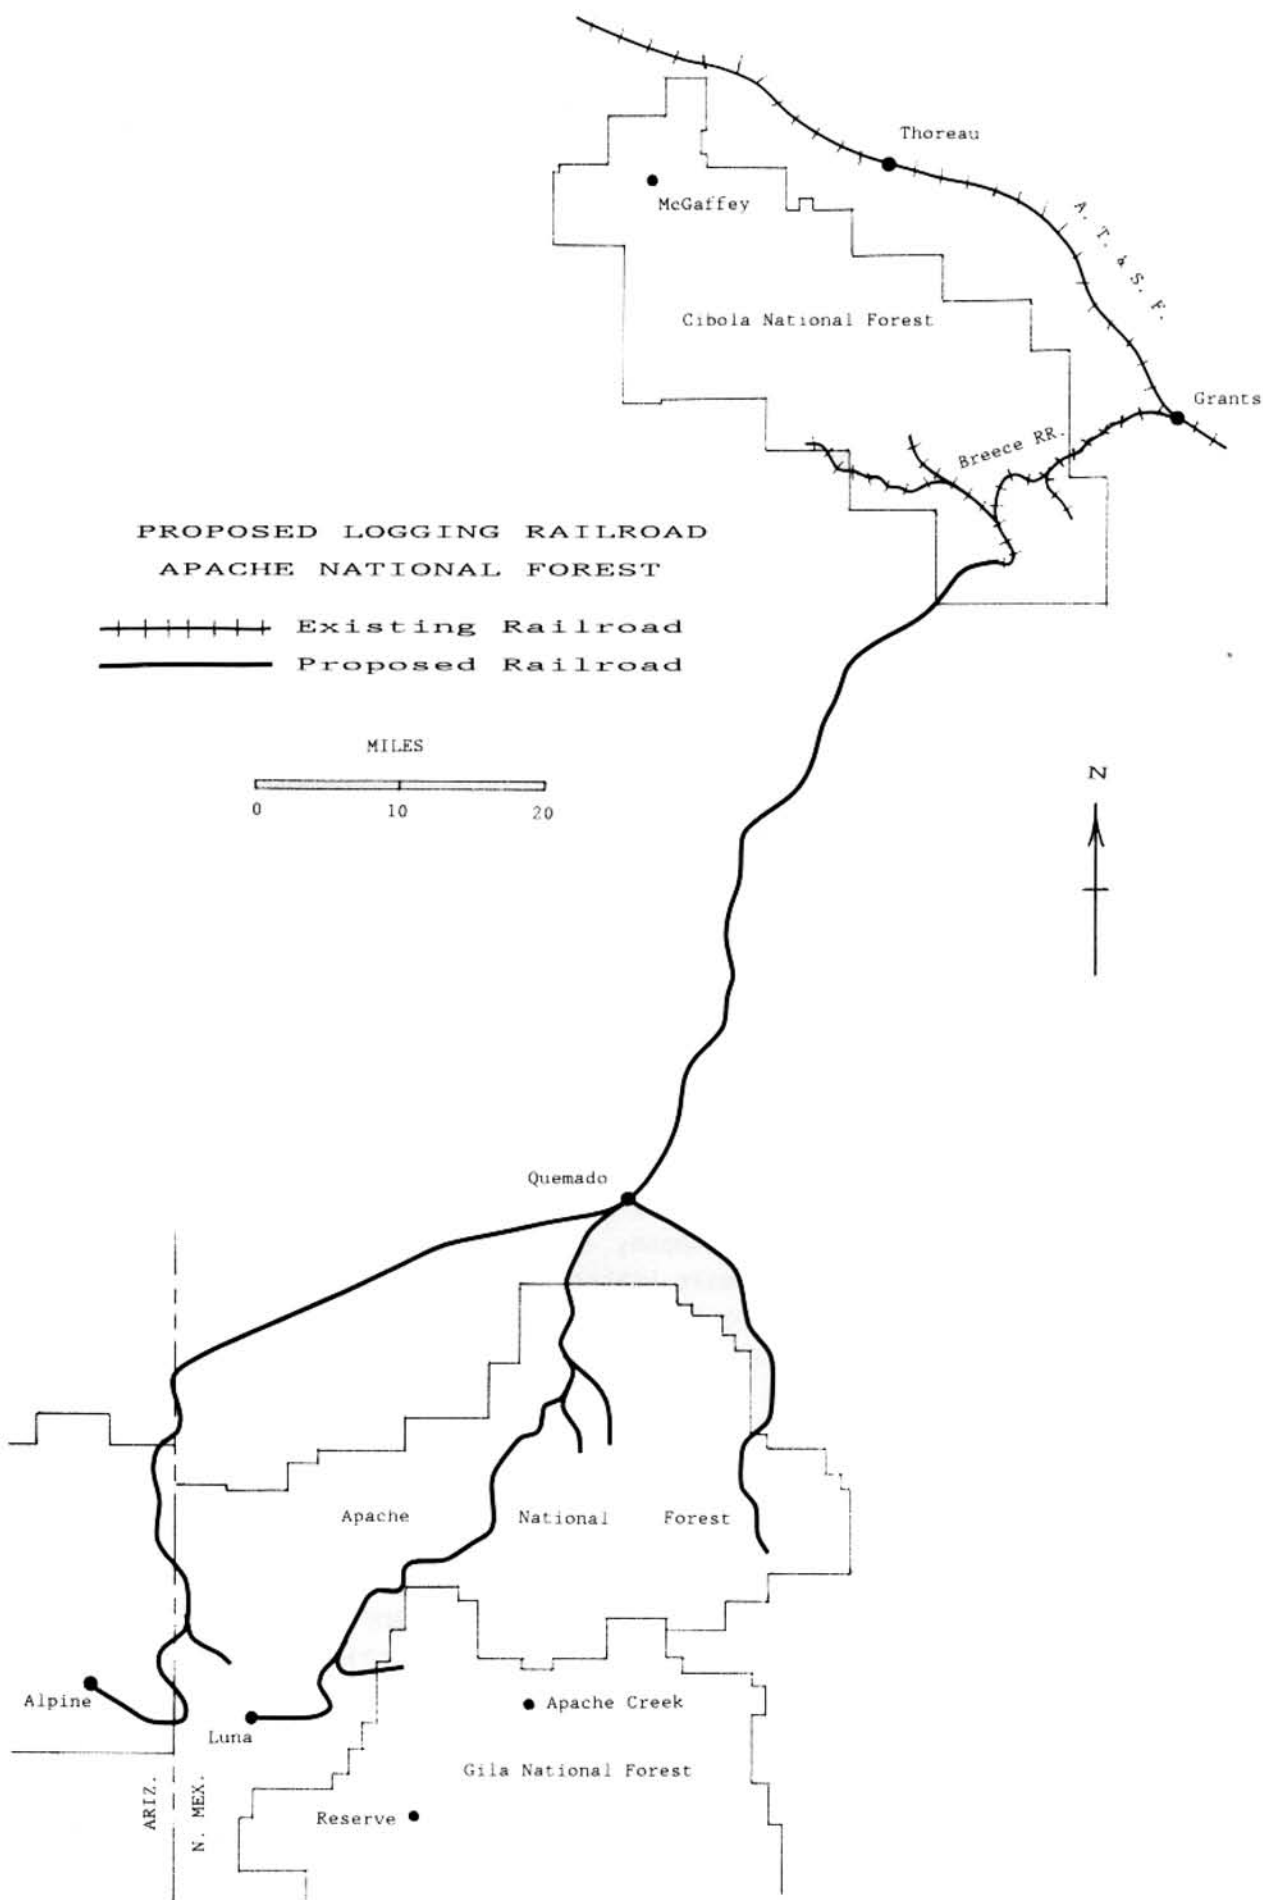 Thoreau
McGaffey
A. T. & S. F.
Cibola National Forest
Grants
Breece RR.
PROPOSED LOGGING RAILROAD
APACHE NATIONAL FOREST
Existing Railroad
Proposed Railroad
MILES
0 10 20
N
Quemado
Apache National Forest
Alpine
Luna
Apache Creek
Gila National Forest
ARIZ.
N. MEX.
Reserve